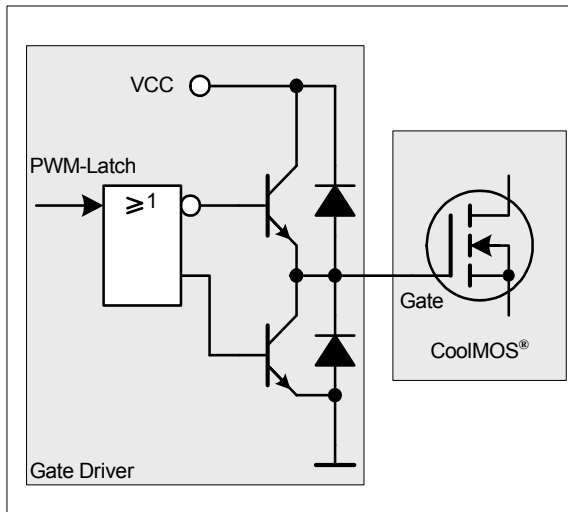 VCC
PWM-Latch
≥1
Gate
CoolMOS®
Gate Driver